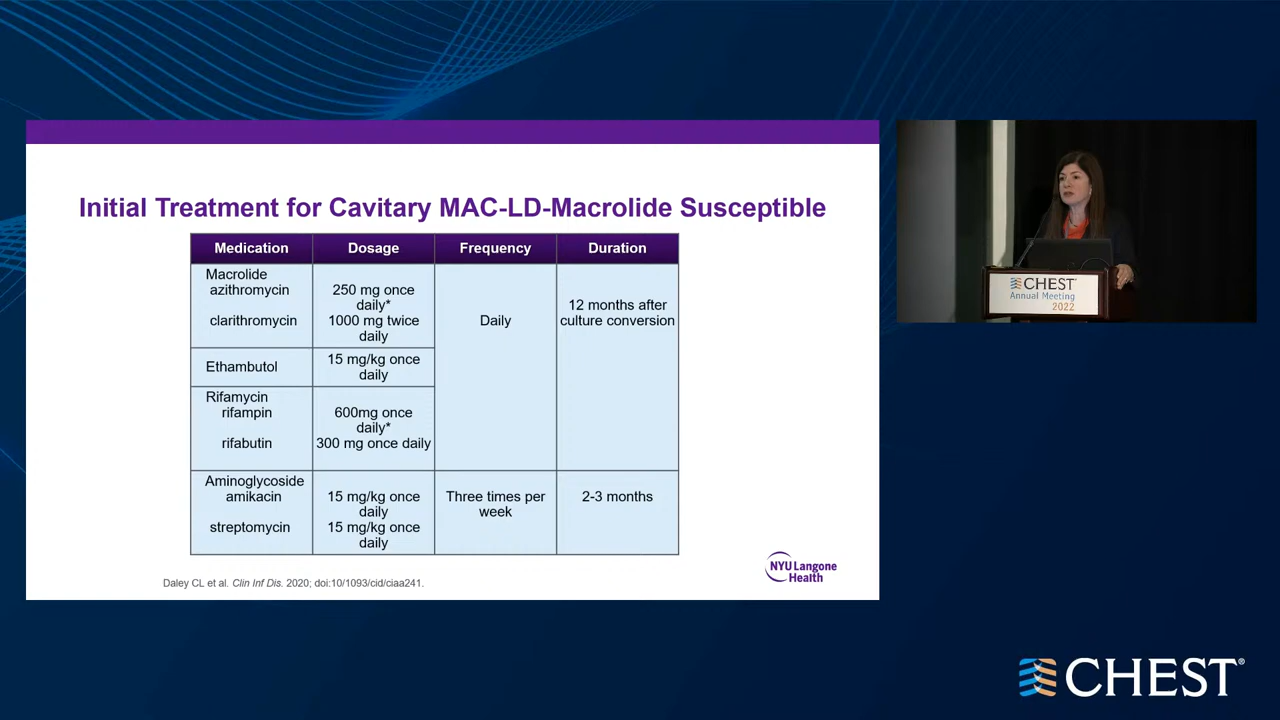 Initial Treatment for Cavitary MAC-LD-Macrolide Susceptible
Medication Dosage Frequency Duration
Macrolide
azithromycin
clarithromycin
250 mg once
daily*
1000 mg twice
daily
Daily
12 months after
culture conversion
Ethambutol
15 mg/kg once
daily
Rifamycin
rifampin
rifabutin
600mg once
daily*
300 mg once daily
Aminoglycoside
amikacin
streptomycin
15 mg/kg once
daily
15 mg/kg once
daily
Three times per
week
2-3 months
Daley CL et al. Clin Inf Dis. 2020; doi:10/1093/cid/ciaa241.
NYU Langone
Health
CHEST
Annual Meeting
2022
CHEST®